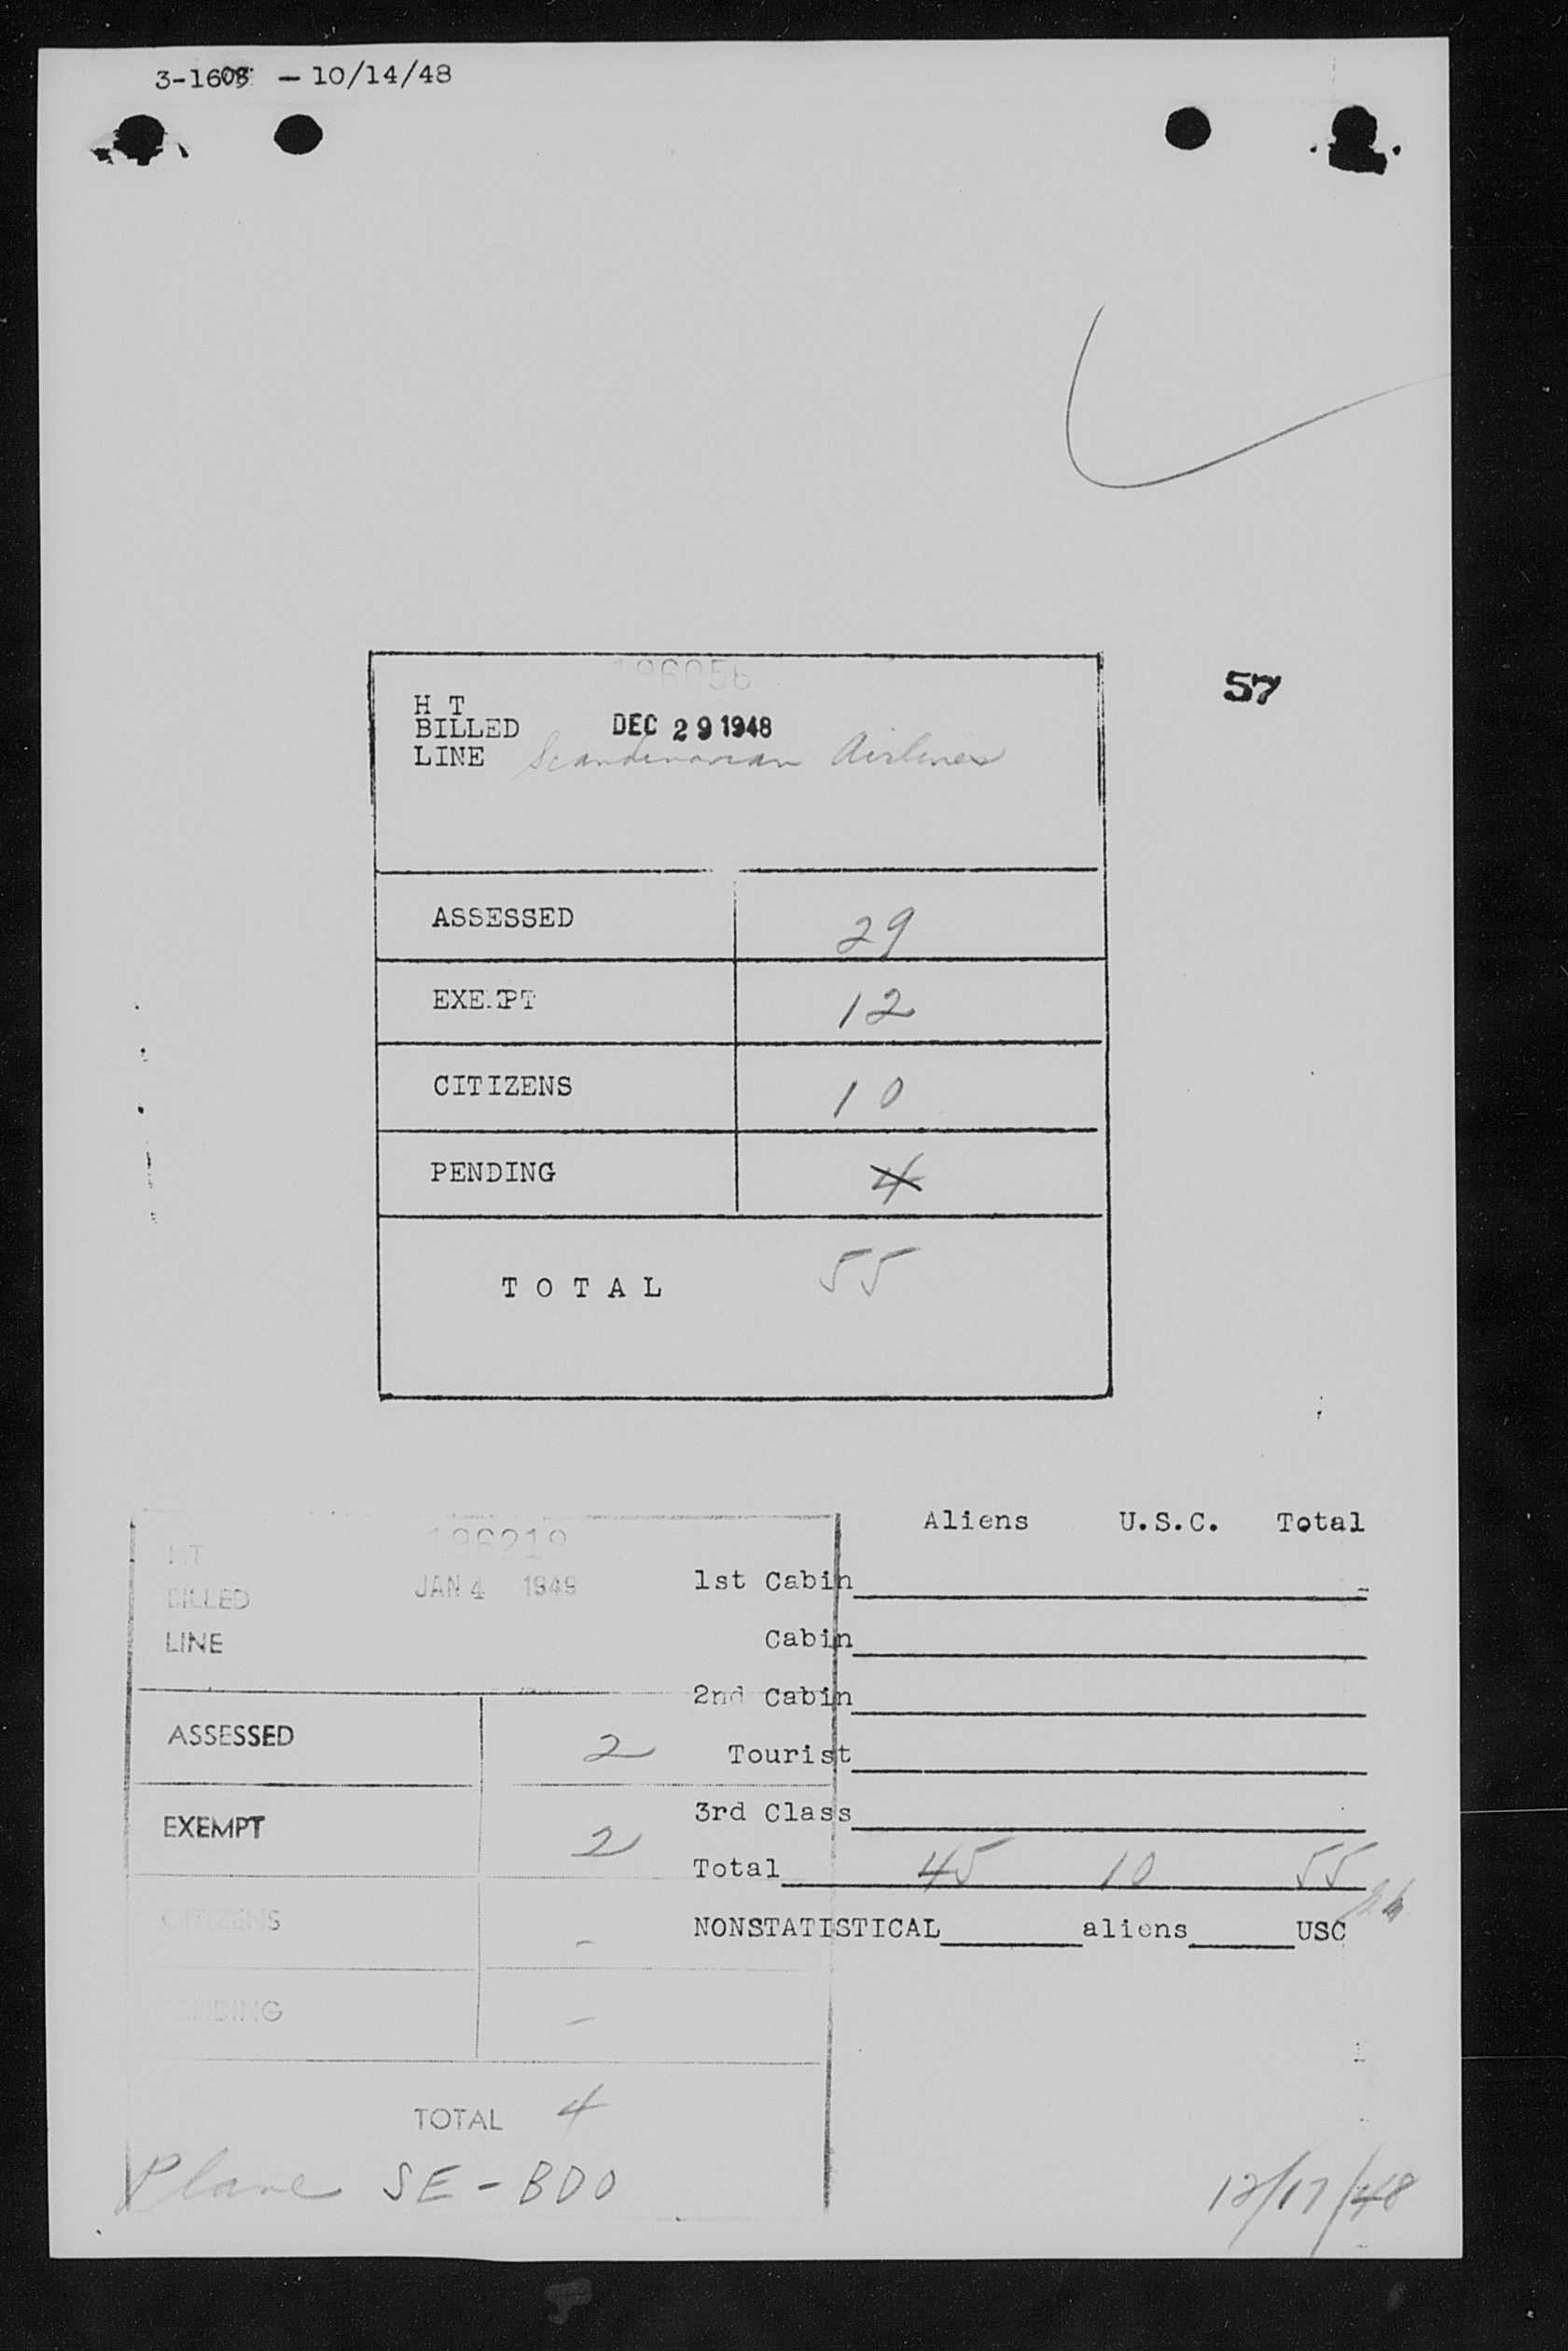 3-1608 — 10/14/48
57
H T
BILLED DEC 29 1948
LINE Scandinavian Airlines
ASSESSED 29
EXEMPT 12
CITIZENS 10
PENDING 4
TOTAL 55
Aliens U.S.C. Total
1st Cabin -
Cabin
2nd Cabin
Tourist
3rd Class
Total 45 10 55
NONSTATISTICAL aliens USC
196219
HT
BILLED JAN 4 1949
LINE
ASSESSED 2
EXEMPT 2
CITIZENS -
PENDING -
TOTAL 4
Plane SE-BDO
12/17/48